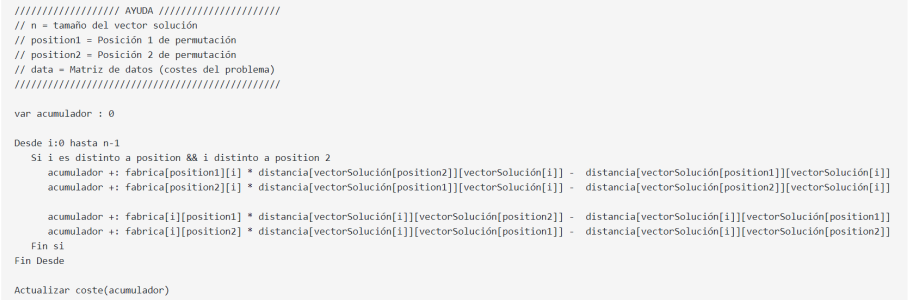 /////////////////// AYUDA //////////////////////
// n = tamaño del vector solución
// position1 = Posición 1 de permutación
// position2 = Posición 2 de permutación
// data = Matriz de datos (costes del problema)
////////////////////////////////////////////////
var acumulador : 0
Desde i:0 hasta n-1
Si i es distinto a position && i distinto a position 2
acumulador +: fabrica[position1][i] * distancia[vectorSolución[position2]][vectorSolución[i]] - distancia[vectorSolución[position1]][vectorSolución[i]]
acumulador +: fabrica[position2][i] * distancia[vectorSolución[position1]][vectorSolución[i]] - distancia[vectorSolución[position2]][vectorSolución[i]]
acumulador +: fabrica[i][position1] * distancia[vectorSolución[i]][vectorSolución[position2]] - distancia[vectorSolución[i]][vectorSolución[position1]]
acumulador +: fabrica[i][position2] * distancia[vectorSolución[i]][vectorSolución[position1]] - distancia[vectorSolución[i]][vectorSolución[position2]]
Fin si
Fin Desde
Actualizar coste(acumulador)